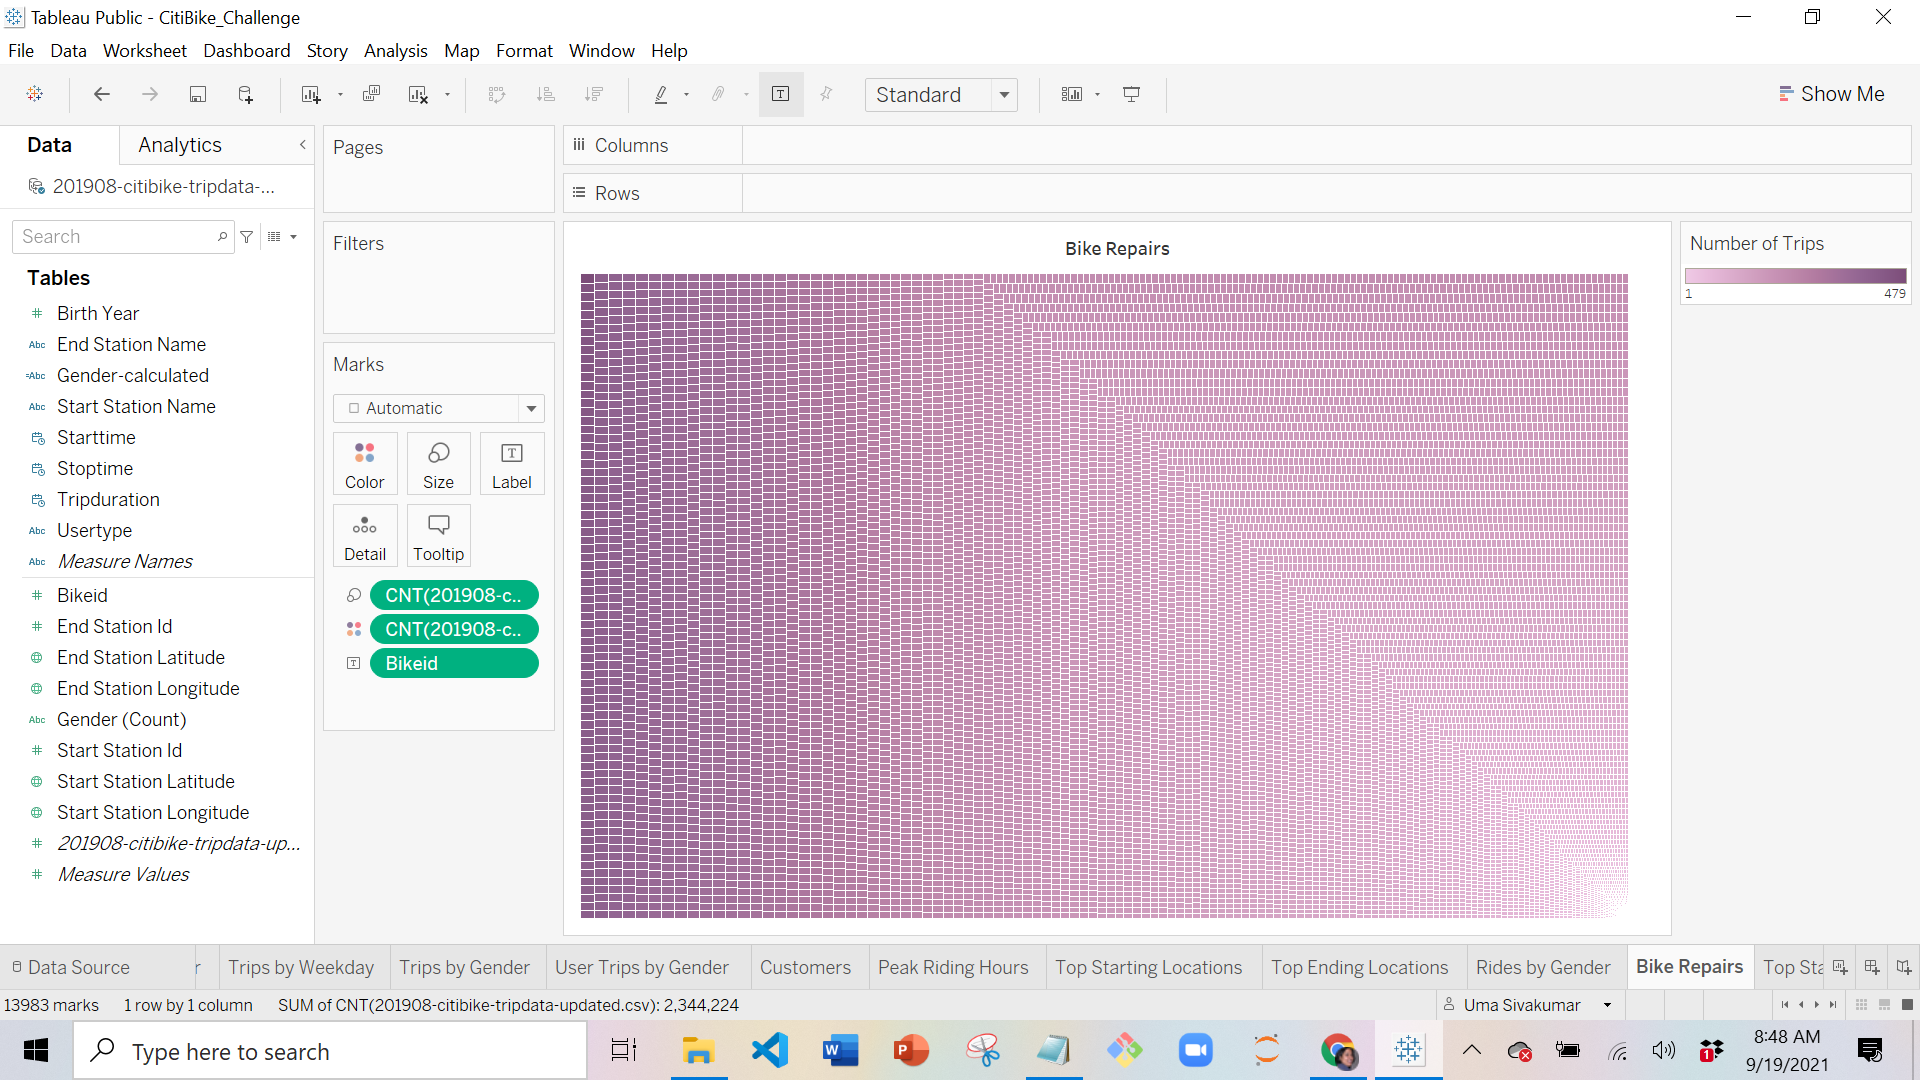 Tableau Public - CitiBike_Challenge
File Data Worksheet Dashboard Story Analysis Map Format Window Help
Standard
Show Me
Data
Analytics
201908-citibike-tripdata-...
Search
Tables
# Birth Year
Abc End Station Name
=Abc Gender-calculated
Abc Start Station Name
Starttime
Stoptime
Tripduration
Abc Usertype
Abc Measure Names
# Bikeid
# End Station Id
End Station Latitude
End Station Longitude
Abc Gender (Count)
# Start Station Id
Start Station Latitude
Start Station Longitude
# 201908-citibike-tripdata-up...
# Measure Values
Pages
Filters
Marks
Automatic
Color Size Label
Detail Tooltip
CNT(201908-c..
CNT(201908-c..
Bikeid
Columns
Rows
Bike Repairs
Number of Trips
1 479
Data Source r Trips by Weekday Trips by Gender User Trips by Gender Customers Peak Riding Hours Top Starting Locations Top Ending Locations Rides by Gender Bike Repairs Top Sta
13983 marks 1 row by 1 column SUM of CNT(201908-citibike-tripdata-updated.csv): 2,344,224
Uma Sivakumar
Type here to search
W
P
1
8:48 AM
9/19/2021